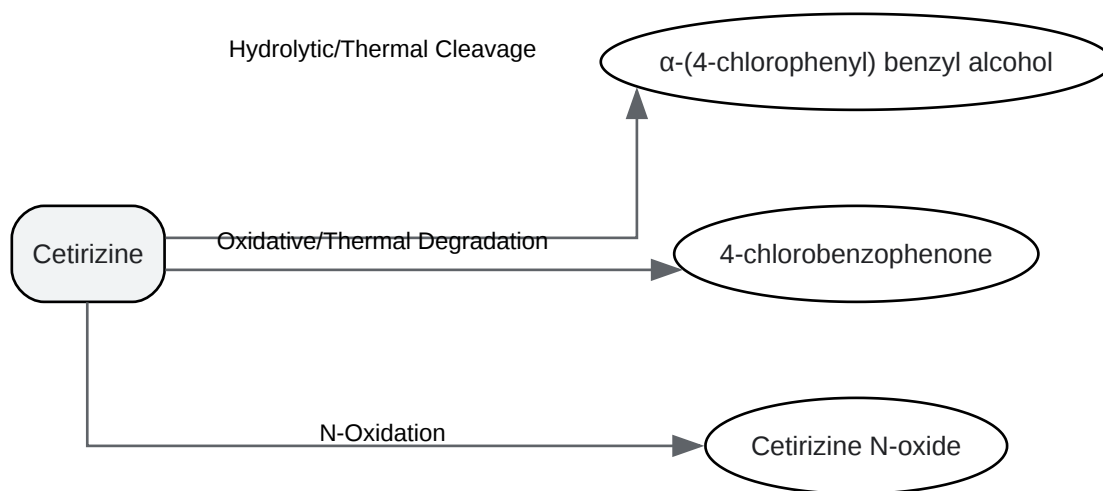 Hydrolytic/Thermal Cleavage
α-(4-chlorophenyl) benzyl alcohol
Cetirizine
Oxidative/Thermal Degradation
4-chlorobenzophenone
N-Oxidation
Cetirizine N-oxide